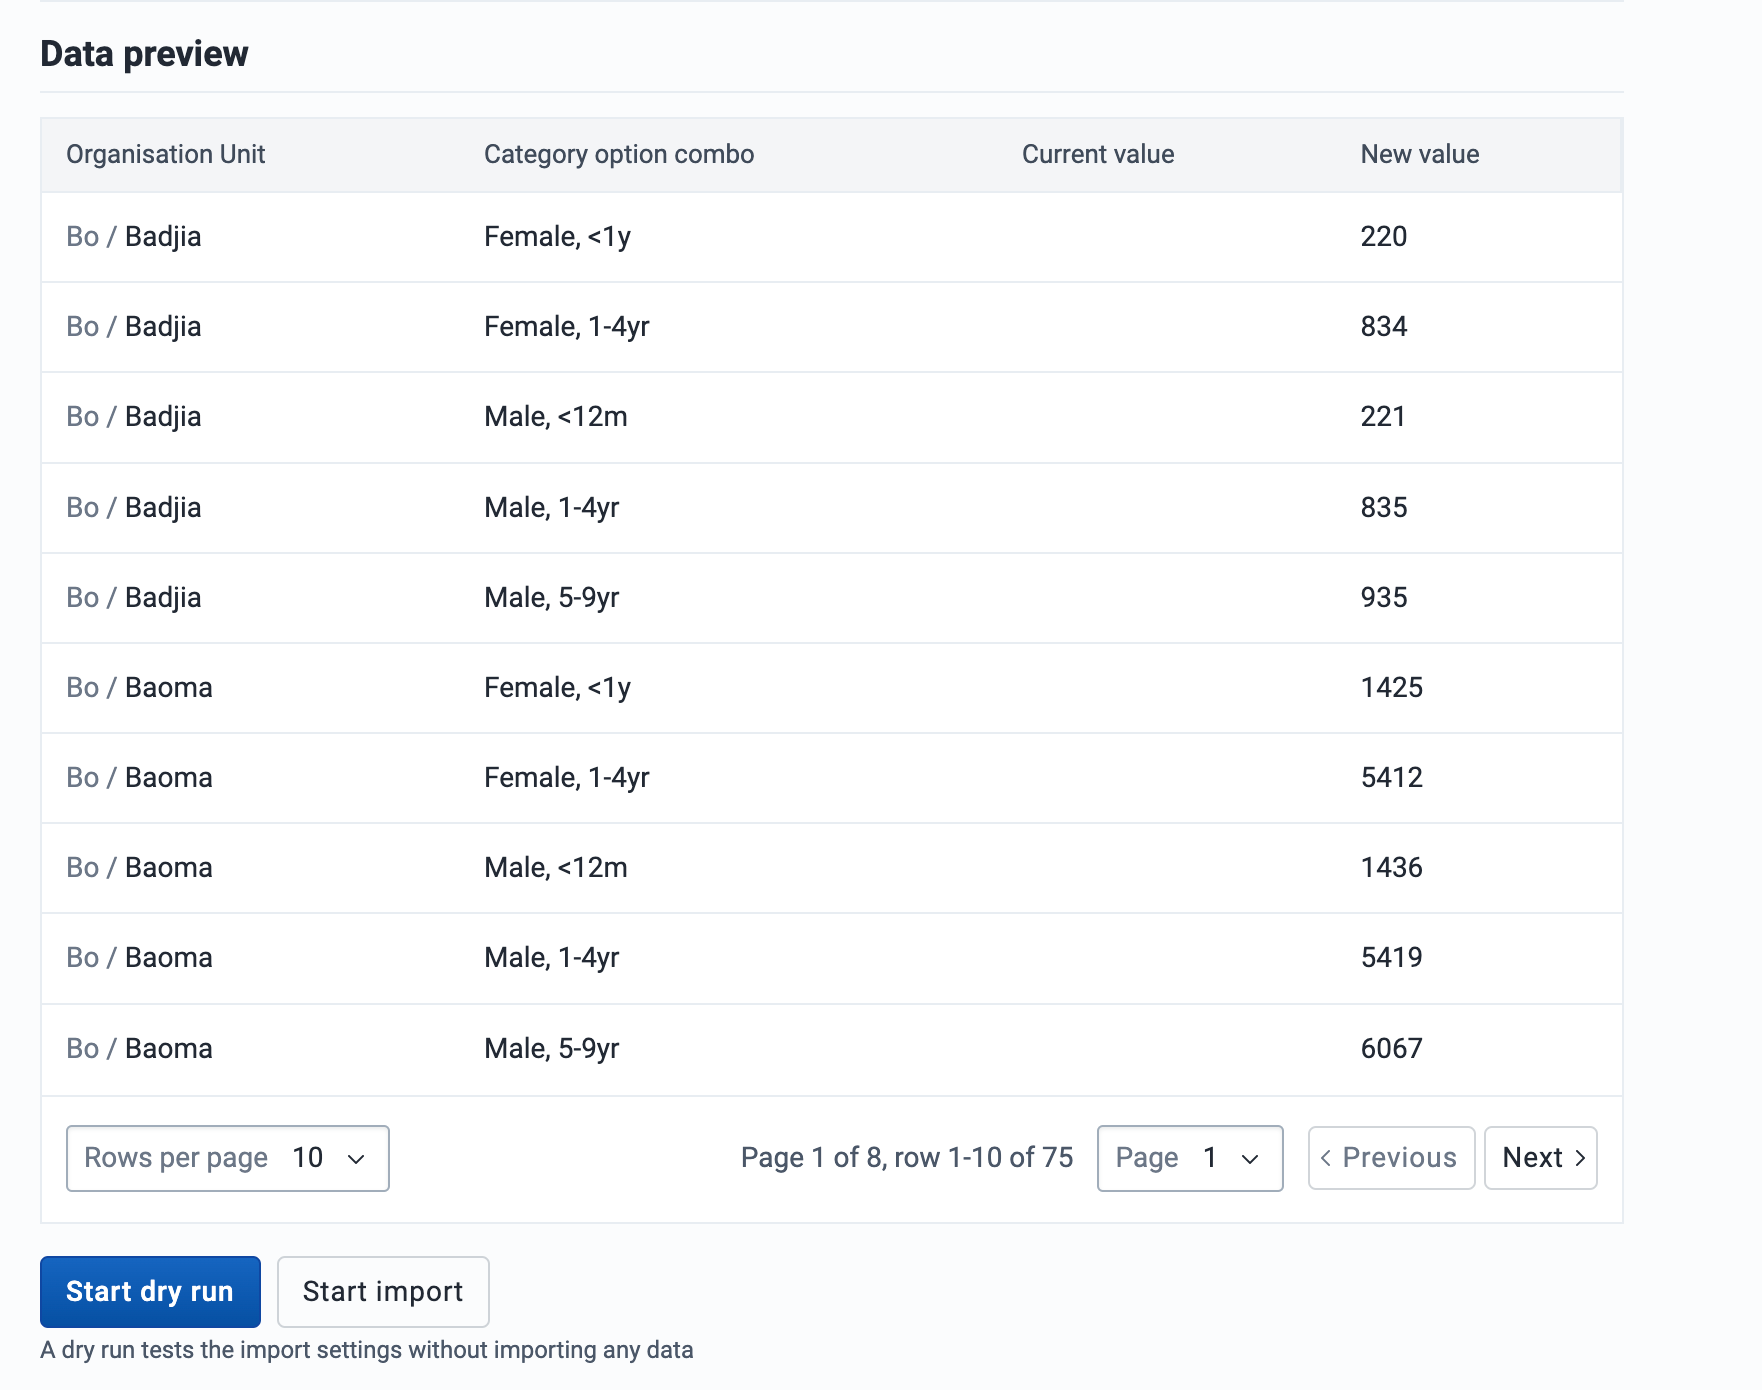 Data preview
Organisation Unit Category option combo Current value New value
Bo / Badjia Female, <1y 220
Bo / Badjia Female, 1-4yr 834
Bo / Badjia Male, <12m 221
Bo / Badjia Male, 1-4yr 835
Bo / Badjia Male, 5-9yr 935
Bo / Baoma Female, <1y 1425
Bo / Baoma Female, 1-4yr 5412
Bo / Baoma Male, <12m 1436
Bo / Baoma Male, 1-4yr 5419
Bo / Baoma Male, 5-9yr 6067
Rows per page 10 Page 1 of 8, row 1-10 of 75 Page 1 Previous Next
Start dry run Start import
A dry run tests the import settings without importing any data